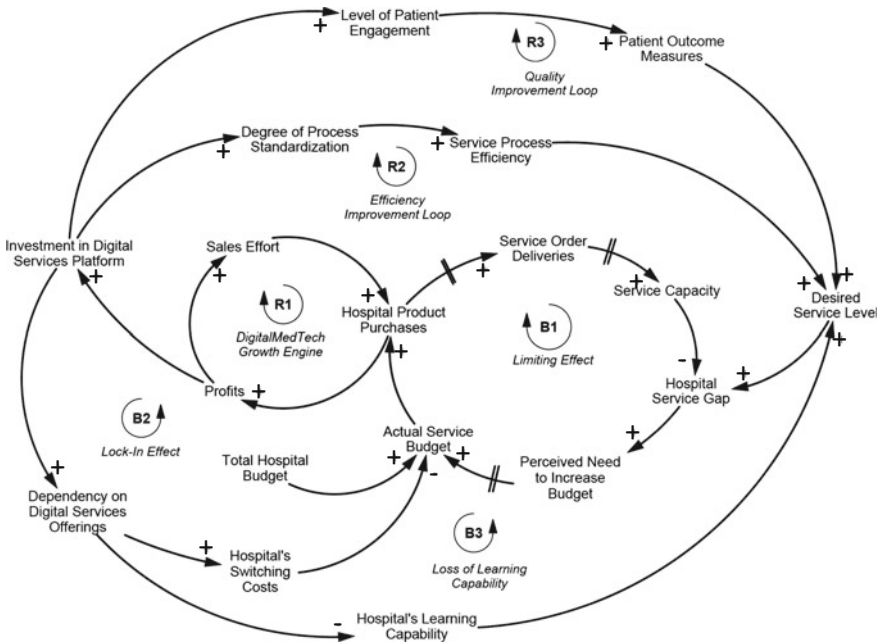 Level of Patient
Engagement
+
R3
Quality
Improvement Loop
+
Patient Outcome
Measures
Degree of Process
Standardization
+
R2
Efficiency
Improvement Loop
+
Service Process
Efficiency
Investment in Digital
Services Platform
+
Sales Effort
+
R1
DigitalMedTech
Growth Engine
+
Hospital Product
Purchases
+
Service Order
Deliveries
+
+
Service Capacity
B1
Limiting Effect
+
+
Desired
Service Level
+
-
Hospital
Service Gap
+
Profits
+
B2
Lock-In Effect
Actual Service
Budget
+
+
-
Total Hospital
Budget
Perceived Need
to Increase
Budget
+
+
Dependency on
Digital Services
Offerings
+
Hospital's
Switching
Costs
B3
Loss of Learning
Capability
-
Hospital's Learning
Capability